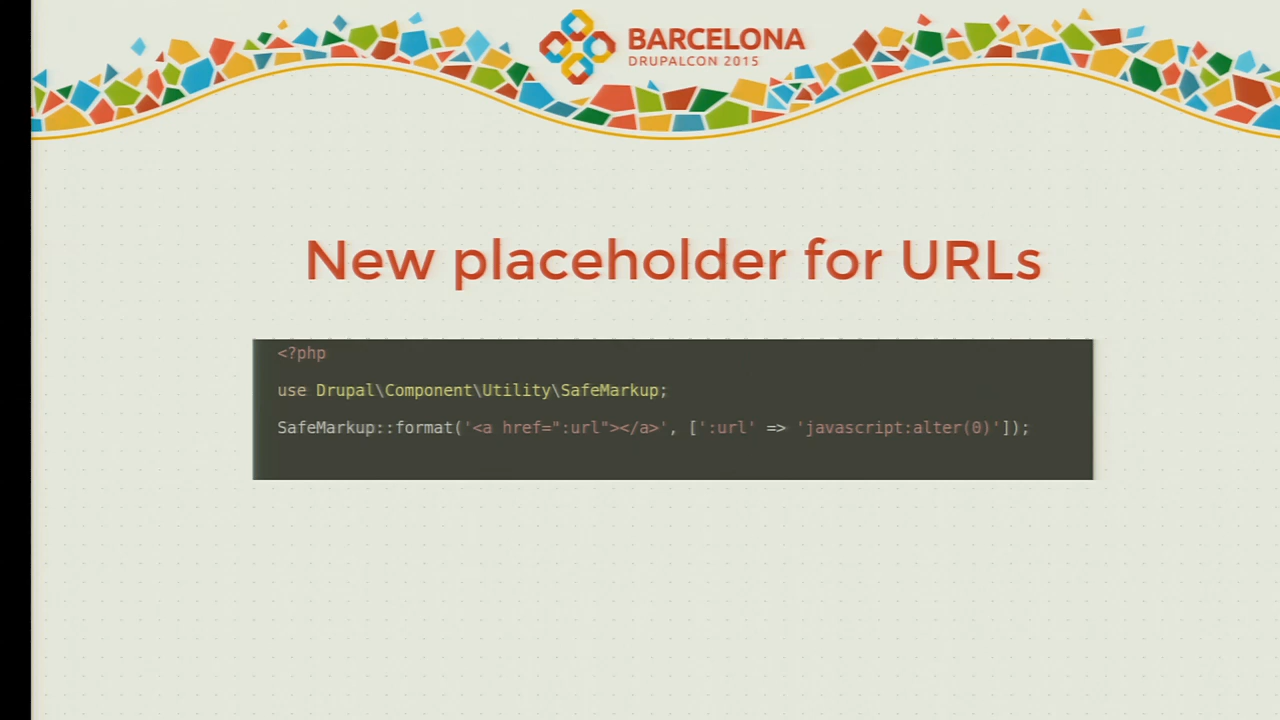 BARCELONA
DRUPALCON 2015
New placeholder for URLs
<?php
use Drupal\Component\Utility\SafeMarkup;
SafeMarkup::format('<a href=":url"></a>', [':url' => 'javascript:alter(0)']);